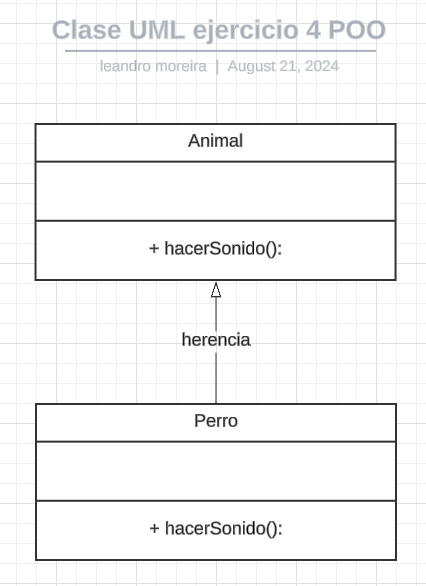 Clase UML ejercicio 4 POO
leandro moreira | August 21, 2024
Animal
+ hacerSonido():
herencia
Perro
+ hacerSonido():